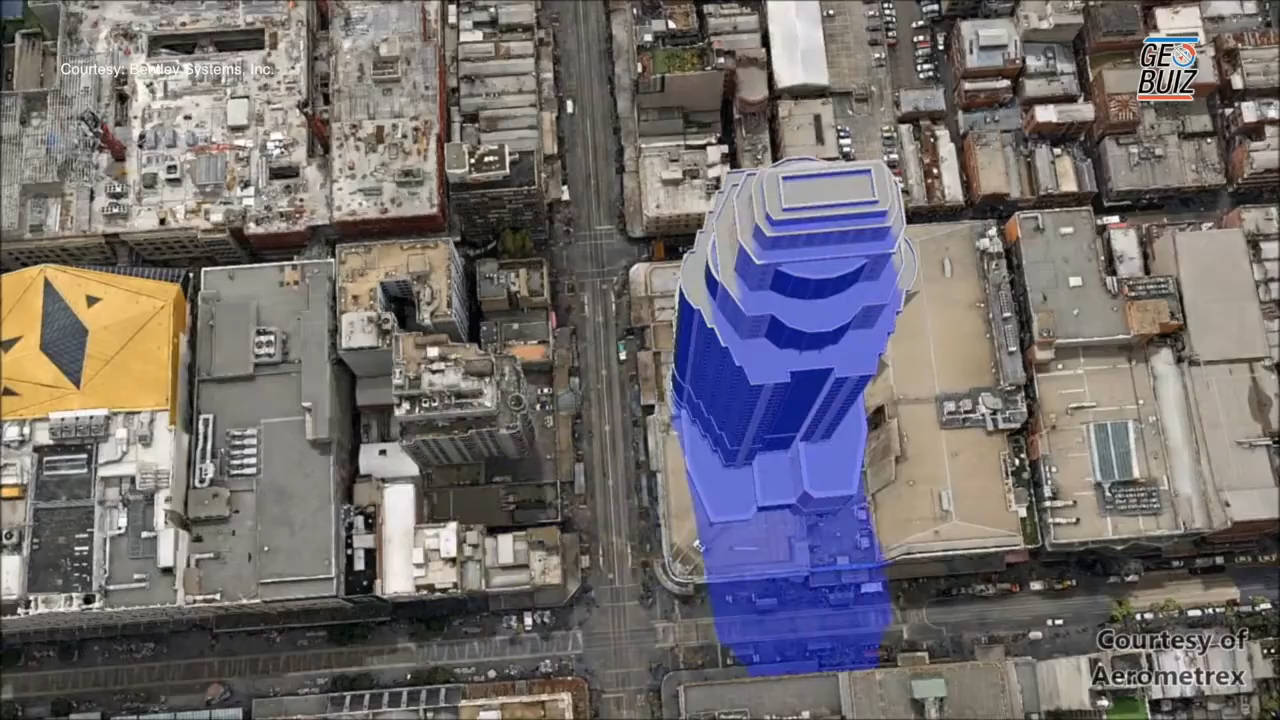 Courtesy: Bentley Systems, Inc.
GEO
BUIZ
Courtesy of
Aerometrex